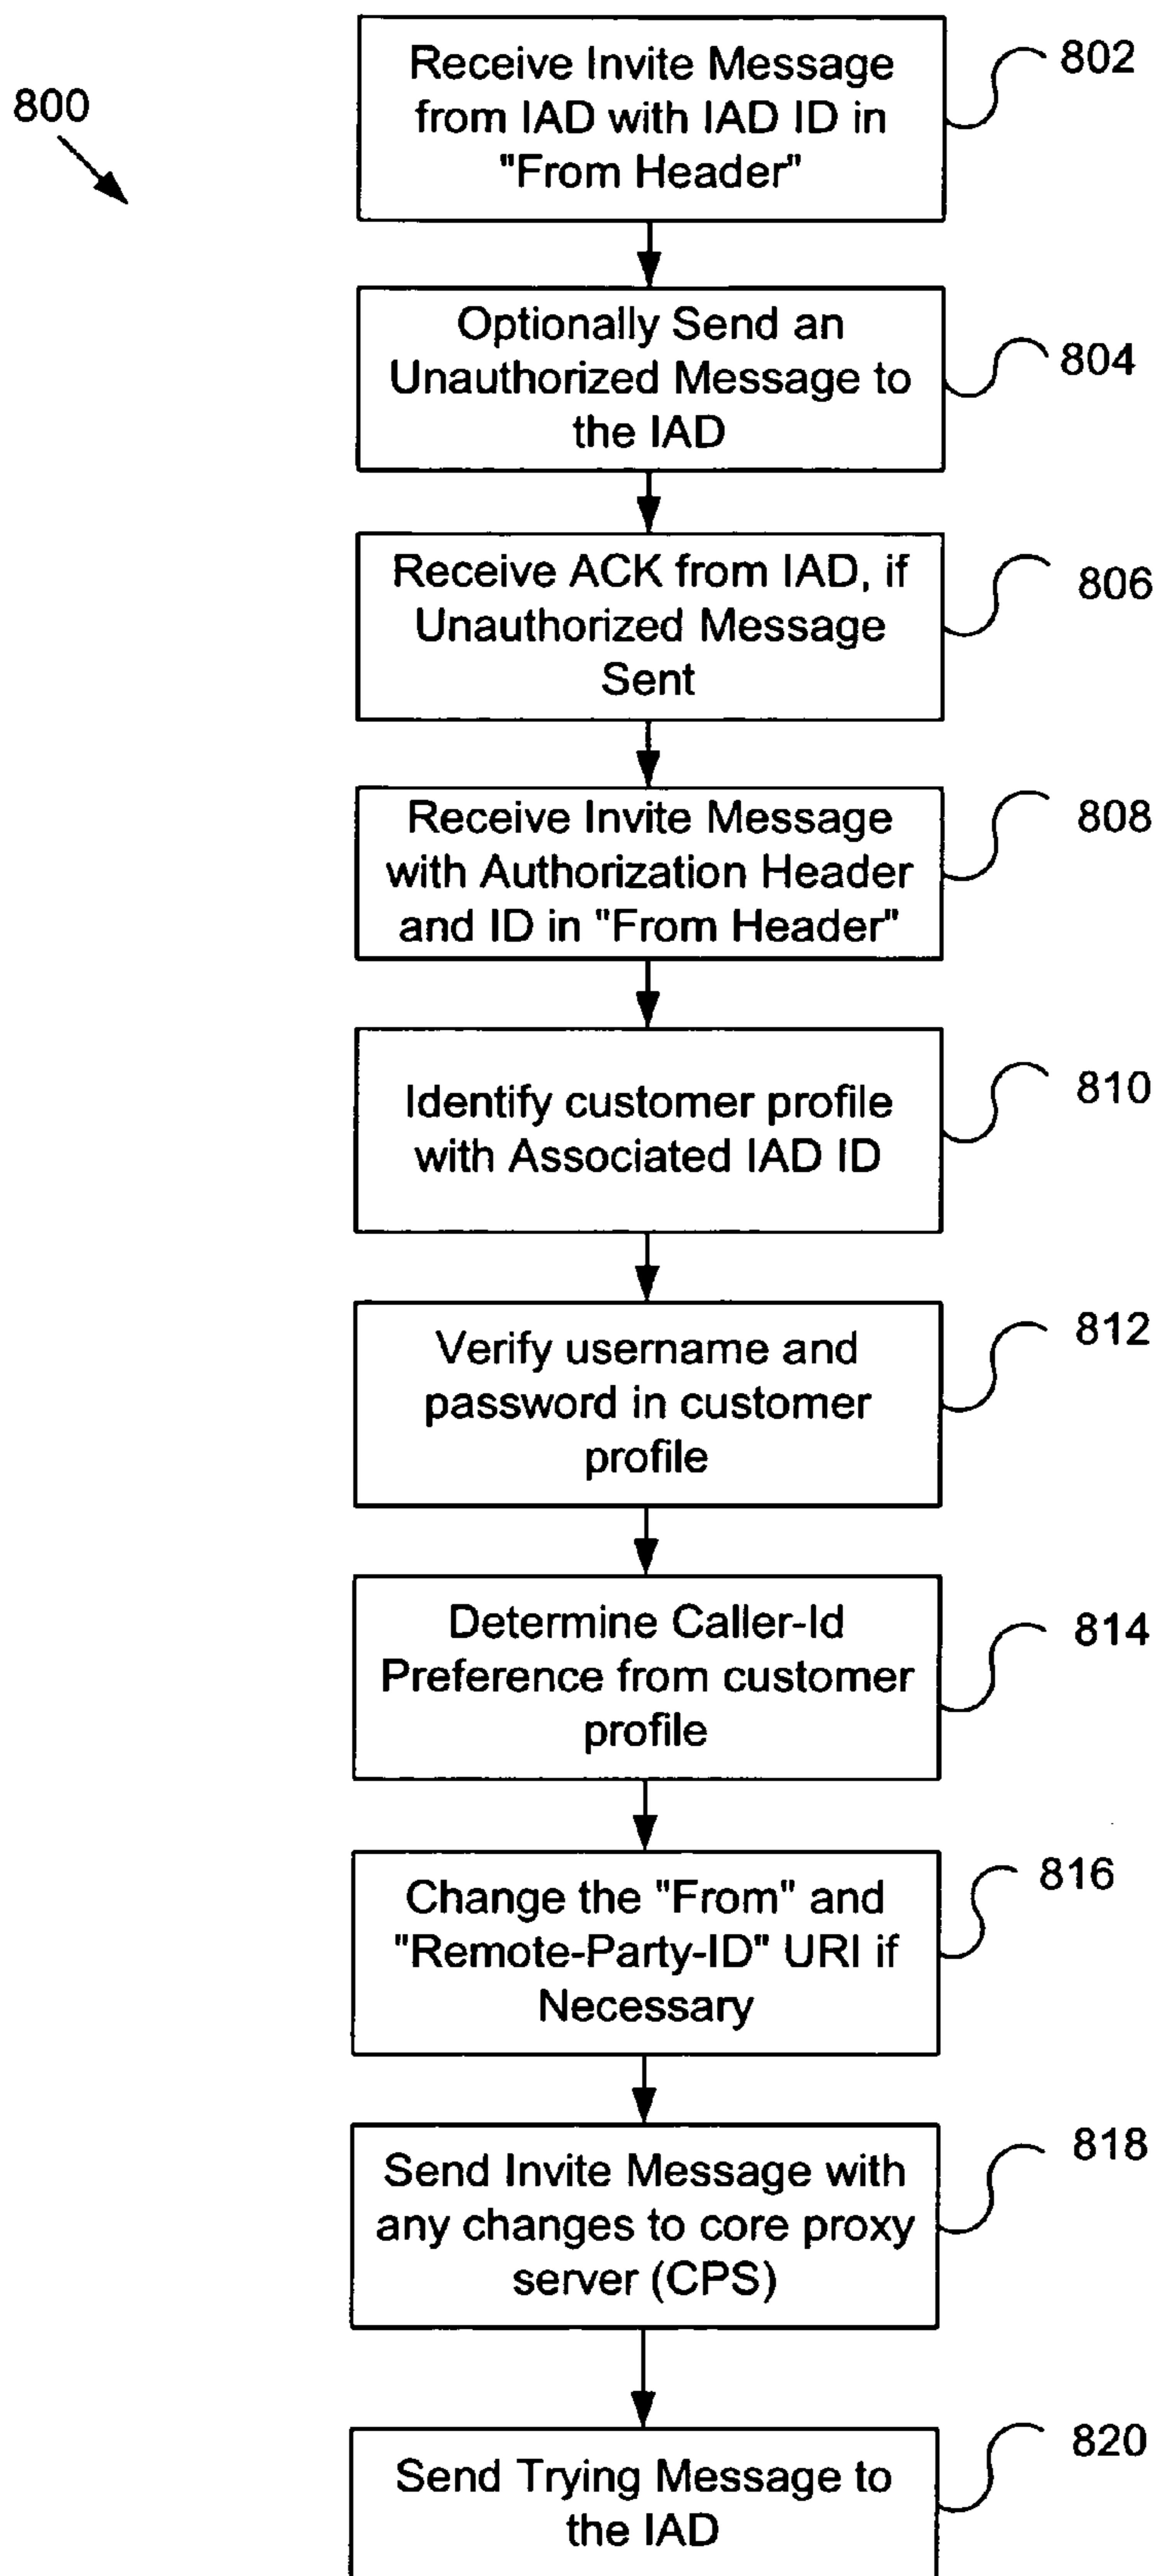 800
Receive Invite Message
from IAD with IAD ID in
"From Header"
802
Optionally Send an
Unauthorized Message to
the IAD
804
Receive ACK from IAD, if
Unauthorized Message
Sent
806
Receive Invite Message
with Authorization Header
and ID in "From Header"
808
Identify customer profile
with Associated IAD ID
810
Verify username and
password in customer
profile
812
Determine Caller-Id
Preference from customer
profile
814
Change the "From" and
"Remote-Party-ID" URI if
Necessary
816
Send Invite Message with
any changes to core proxy
server (CPS)
818
Send Trying Message to
the IAD
820